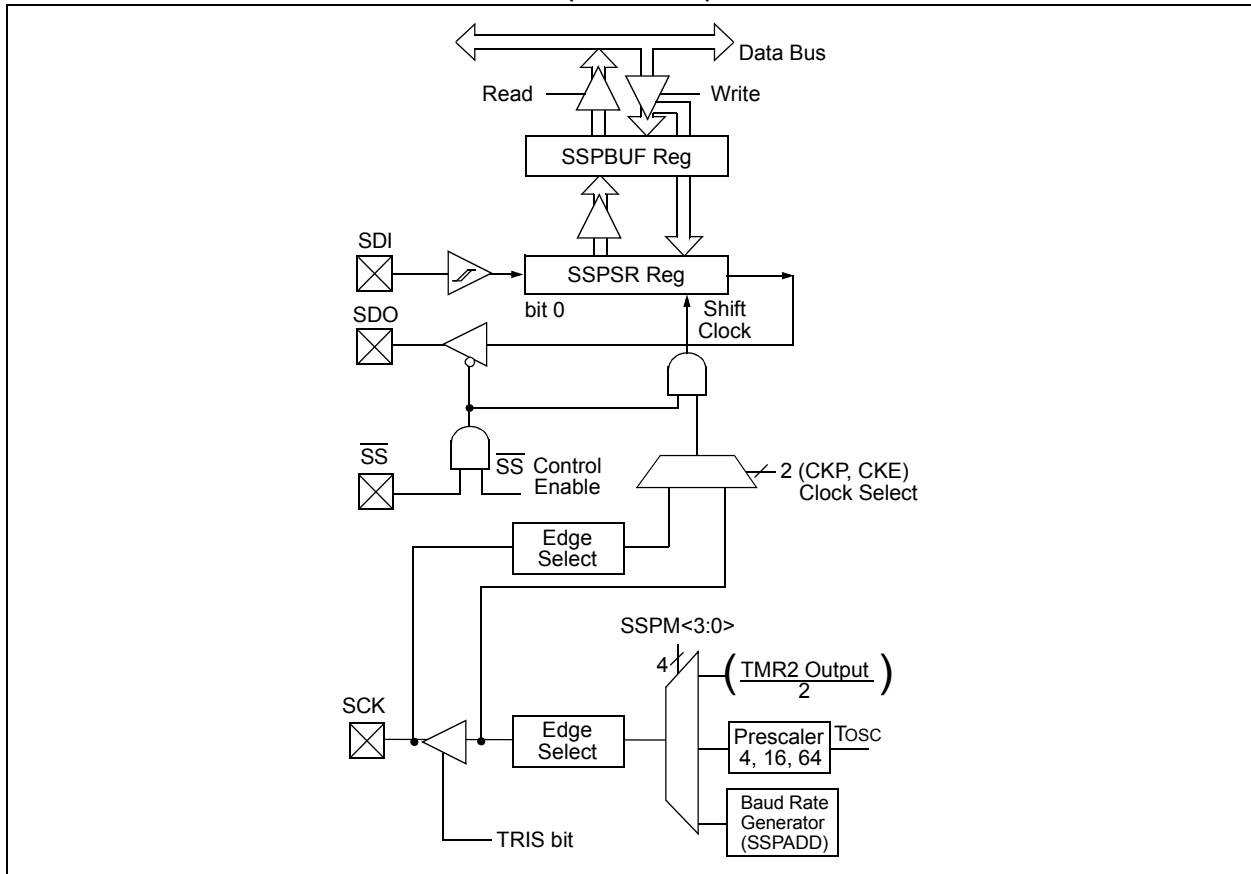 Data Bus
Read
Write
SSPBUF Reg
SDI
SSPSR Reg
bit 0
Shift
Clock
SDO
SS
SS Control
Enable
2 (CKP, CKE)
Clock Select
Edge
Select
SSPM<3:0>
4
(TMR2 Output)
2
SCK
Edge
Select
Prescaler
4, 16, 64
TOSC
Baud Rate
Generator
(SSPADD)
TRIS bit